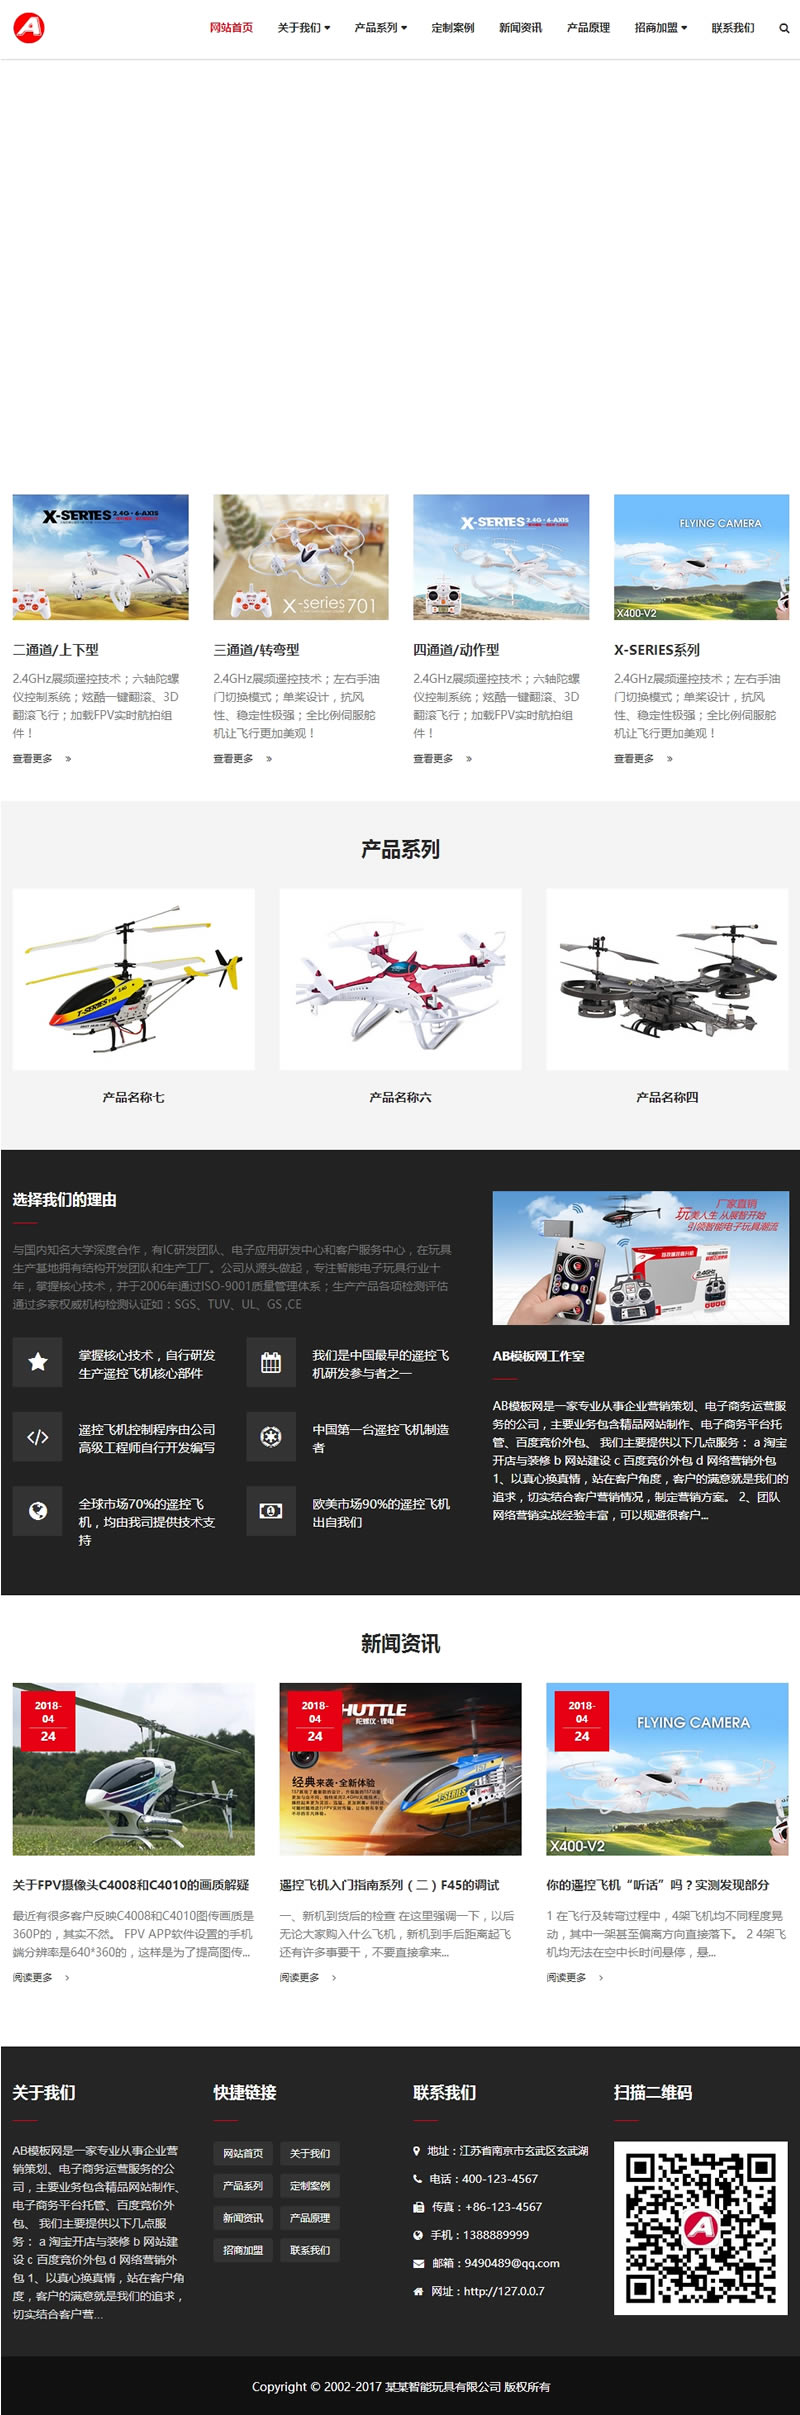 网站首页 关于我们 产品系列 定制案例 新闻资讯 产品原理 招商加盟 联系我们
X-SERIES 2.4G·6-AXIS
X-series 701
X-SERIES 2.4G·6-AXIS
FLYING CAMERA
X400-V2
二通道/上下型
2.4GHz展频遥控技术；六轴陀螺
仪控制系统；炫酷一键翻滚、3D
翻滚飞行；加载FPV实时航拍组
件！
查看更多 »
三通道/转弯型
2.4GHz展频遥控技术；左右手油
门切换模式；单桨设计，抗风
性、稳定性极强；全比例伺服舵
机让飞行更加美观！
查看更多 »
四通道/动作型
2.4GHz展频遥控技术；六轴陀螺
仪控制系统；炫酷一键翻滚、3D
翻滚飞行；加载FPV实时航拍组
件！
查看更多 »
X-SERIES系列
2.4GHz展频遥控技术；左右手油
门切换模式；单桨设计，抗风
性、稳定性极强；全比例伺服舵
机让飞行更加美观！
查看更多 »
产品系列
T-SERIES
产品名称七
产品名称六
产品名称四
选择我们的理由
与国内知名大学深度合作，有IC研发团队、电子应用研发中心和客户服务中心，在玩具
生产基地拥有结构开发团队和生产工厂。公司从源头做起，专注智能电子玩具行业十
年，掌握核心技术，并于2006年通过ISO-9001质量管理体系；生产产品各项检测评估
通过多家权威机构检测认证如：SGS、TUV、UL、GS ,CE
掌握核心技术，自行研发
生产遥控飞机核心部件
我们是中国最早的遥控飞
机研发参与者之一
遥控飞机控制程序由公司
高级工程师自行开发编写
中国第一台遥控飞机制造
者
全球市场70%的遥控飞
机，均由我司提供技术支
持
欧美市场90%的遥控飞机
出自我们
厂家直销
玩美人生 从展智开始
引领智能电子玩具潮流
2.4GHz
AB模板网工作室
AB模板网是一家专业从事企业营销策划、电子商务运营服
务的公司，主要业务包含精品网站制作、电子商务平台托
管、百度竞价外包、 我们主要提供以下几点服务： a 淘宝
开店与装修 b 网站建设 c 百度竞价外包 d 网络营销外包
1、以真心换真情，站在客户角度，客户的满意就是我们的
追求，切实结合客户营销情况，制定营销方案。 2、团队
网络营销实战经验丰富，可以规避很客户...
新闻资讯
2018-
04
24
2018-
04
24
HUTTLE
陀螺仪·锂电
经典来袭·全新体验
T-SERIES
2018-
04
24
FLYING CAMERA
X400-V2
关于FPV摄像头C4008和C4010的画质解疑
最近有很多客户反映C4008和C4010图传画质是
360P的，其实不然。 FPV APP软件设置的手机
端分辨率是640*360的，这样是为了提高图传...
阅读更多 ›
遥控飞机入门指南系列（二）F45的调试
一、新机到货后的检查 在这里强调一下，以后
无论大家购入什么飞机，新机到手后距离起飞
还有许多事要干，不要直接拿来...
阅读更多 ›
你的遥控飞机“听话”吗？实测发现部分
1 在飞行及转弯过程中，4架飞机均不同程度晃
动，其中一架甚至偏离方向直接落下。 2 4架飞
机均无法在空中长时间悬停，悬...
阅读更多 ›
关于我们
AB模板网是一家专业从事企业营
销策划、电子商务运营服务的公
司，主要业务包含精品网站制作、
电子商务平台托管、百度竞价外
包、 我们主要提供以下几点服
务： a 淘宝开店与装修 b 网站建
设 c 百度竞价外包 d 网络营销外
包 1、以真心换真情，站在客户角
度，客户的满意就是我们的追求，
切实结合客户营...
快捷链接
网站首页 关于我们
产品系列 定制案例
新闻资讯 产品原理
招商加盟 联系我们
联系我们
地址：江苏省南京市玄武区玄武湖
电话：400-123-4567
传真：+86-123-4567
手机：1388889999
邮箱：9490489@qq.com
网址：http://127.0.0.7
扫描二维码
Copyright © 2002-2017 某某智能玩具有限公司 版权所有